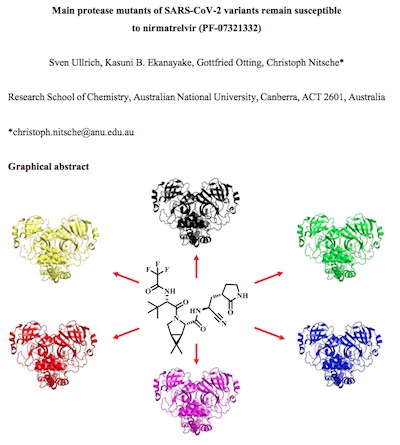 Main protease mutants of SARS-CoV-2 variants remain susceptible
to nirmatrelvir (PF-07321332)
Sven Ullrich, Kasuni B. Ekanayake, Gottfried Otting, Christoph Nitsche*
Research School of Chemistry, Australian National University, Canberra, ACT 2601, Australia
*christoph.nitsche@anu.edu.au
Graphical abstract
F
F F
O
NH
O
N
O
H
N
N
O
NH